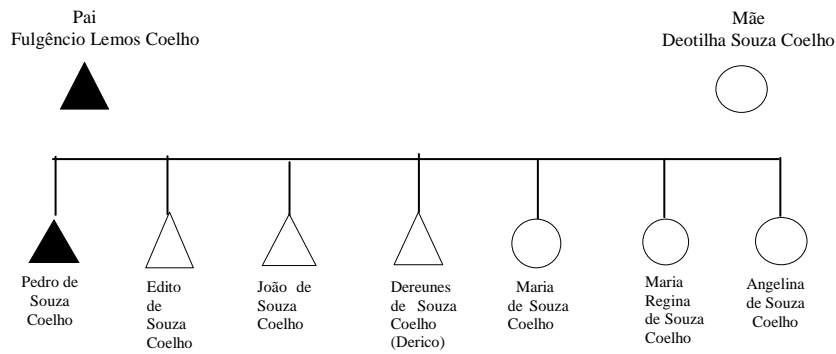 Pai
Fulgêncio Lemos Coelho
Mãe
Deotilha Souza Coelho
Pedro de
Souza
Coelho
Edito
de
Souza
Coelho
João de
Souza
Coelho
Dereunes
de Souza
Coelho
(Derico)
Maria
de Souza
Coelho
Maria
Regina
de Souza
Coelho
Angelina
de Souza
Coelho